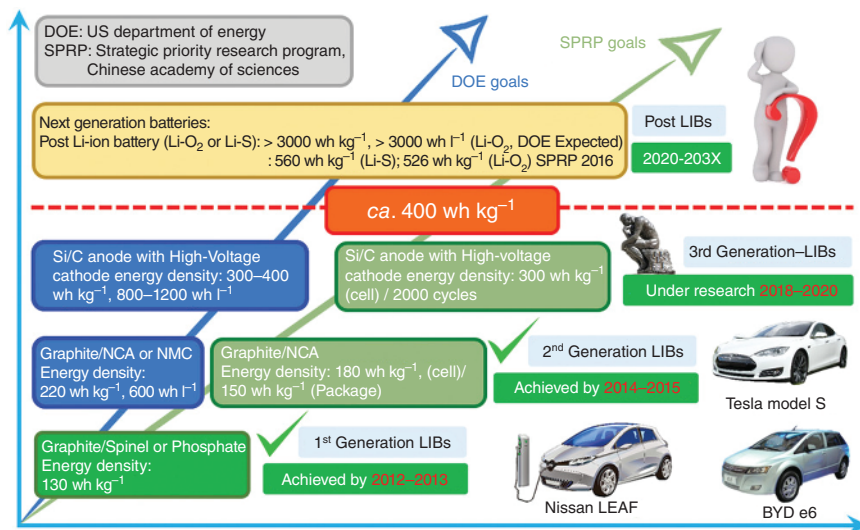 DOE: US department of energy
SPRP: Strategic priority research program,
Chinese academy of sciences
DOE goals
SPRP goals
Next generation batteries:
Post Li-ion battery (Li-O₂ or Li-S): > 3000 wh kg⁻¹, > 3000 wh l⁻¹ (Li-O₂, DOE Expected)
: 560 wh kg⁻¹ (Li-S); 526 wh kg⁻¹ (Li-O₂) SPRP 2016
Post LIBs
2020-203X
ca. 400 wh kg⁻¹
Si/C anode with High-Voltage
cathode energy density: 300–400
wh kg⁻¹, 800–1200 wh l⁻¹
Si/C anode with High-voltage
cathode energy density: 300 wh kg⁻¹
(cell) / 2000 cycles
3rd Generation–LIBs
Under research 2018–2020
Graphite/NCA or NMC
Energy density:
220 wh kg⁻¹, 600 wh l⁻¹
Graphite/NCA
Energy density: 180 wh kg⁻¹, (cell)/
150 wh kg⁻¹ (Package)
2nd Generation LIBs
Achieved by 2014–2015
Tesla model S
Graphite/Spinel or Phosphate
Energy density:
130 wh kg⁻¹
1st Generation LIBs
Achieved by 2012–2013
Nissan LEAF
BYD e6